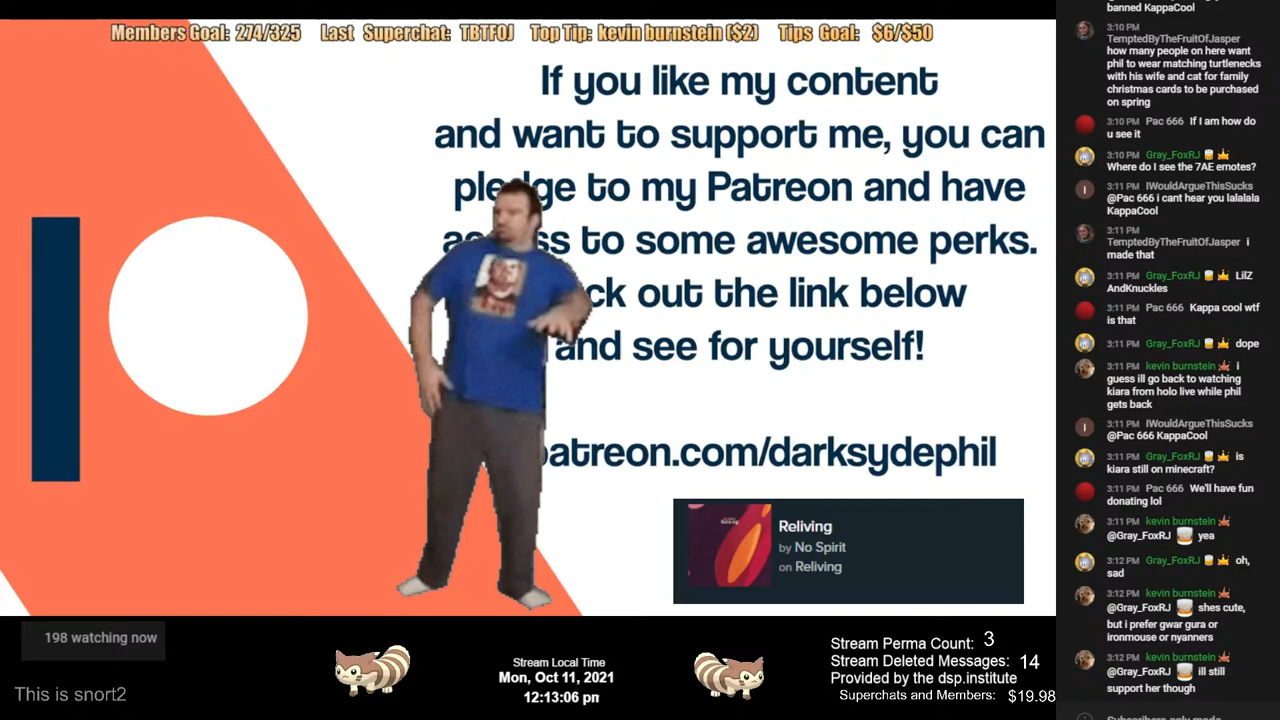 Members Goal: 274/325 Last Superchat: TBTFOJ Top Tip: kevin burnstein ($2) Tips Goal: $6/$50
If you like my content
and want to support me, you can
pledge to my Patreon and have
to some awesome perks.
out the link below
and see for yourself!
patreon.com/darksydephil
Reliving
by No Spirit
on Reliving
198 watching now
This is snort2
Stream Local Time
Mon, Oct 11, 2021
12:13:06 pm
Stream Perma Count: 3
Stream Deleted Messages: 14
Provided by the dsp.institute
Superchats and Members: $19.98
banned KappaCool
3:10 PM
TemptedByTheFruitOfJasper
how many people on here want
phil to wear matching turtlenecks
with his wife and cat for family
christmas cards to be purchased
on spring
3:10 PM Pac 666 If I am how do
u see it
3:10 PM Gray_FoxRJ
Where do I see the 7AE emotes?
3:11 PM IWouldArgueThisSucks
@Pac 666 i cant hear you lalalala
KappaCool
3:11 PM
TemptedByTheFruitOfJasper i
made that
3:11 PM Gray_FoxRJ LilZ
AndKnuckles
3:11 PM Pac 666 Kappa cool wtf
is that
3:11 PM Gray_FoxRJ dope
3:11 PM kevin burnstein i
guess ill go back to watching
kiara from holo live while phil
gets back
3:11 PM IWouldArgueThisSucks
@Pac 666 KappaCool
3:11 PM Gray_FoxRJ is
kiara still on minecraft?
3:11 PM Pac 666 We'll have fun
donating lol
3:11 PM kevin burnstein
@Gray_FoxRJ yea
3:12 PM Gray_FoxRJ oh,
sad
3:12 PM kevin burnstein
@Gray_FoxRJ shes cute,
but i prefer gwar gura or
ironmouse or nyanners
3:12 PM kevin burnstein
@Gray_FoxRJ ill still
support her though